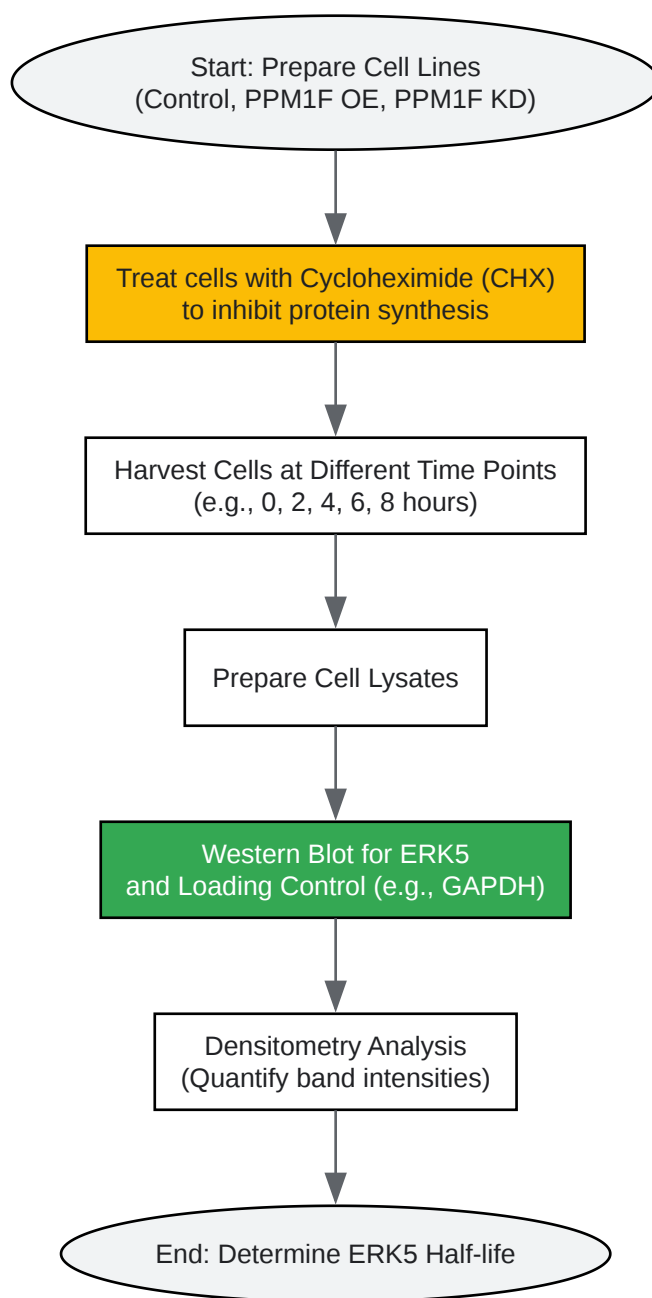 Start: Prepare Cell Lines
(Control, PPM1F OE, PPM1F KD)
Treat cells with Cycloheximide (CHX)
to inhibit protein synthesis
Harvest Cells at Different Time Points
(e.g., 0, 2, 4, 6, 8 hours)
Prepare Cell Lysates
Western Blot for ERK5
and Loading Control (e.g., GAPDH)
Densitometry Analysis
(Quantify band intensities)
End: Determine ERK5 Half-life